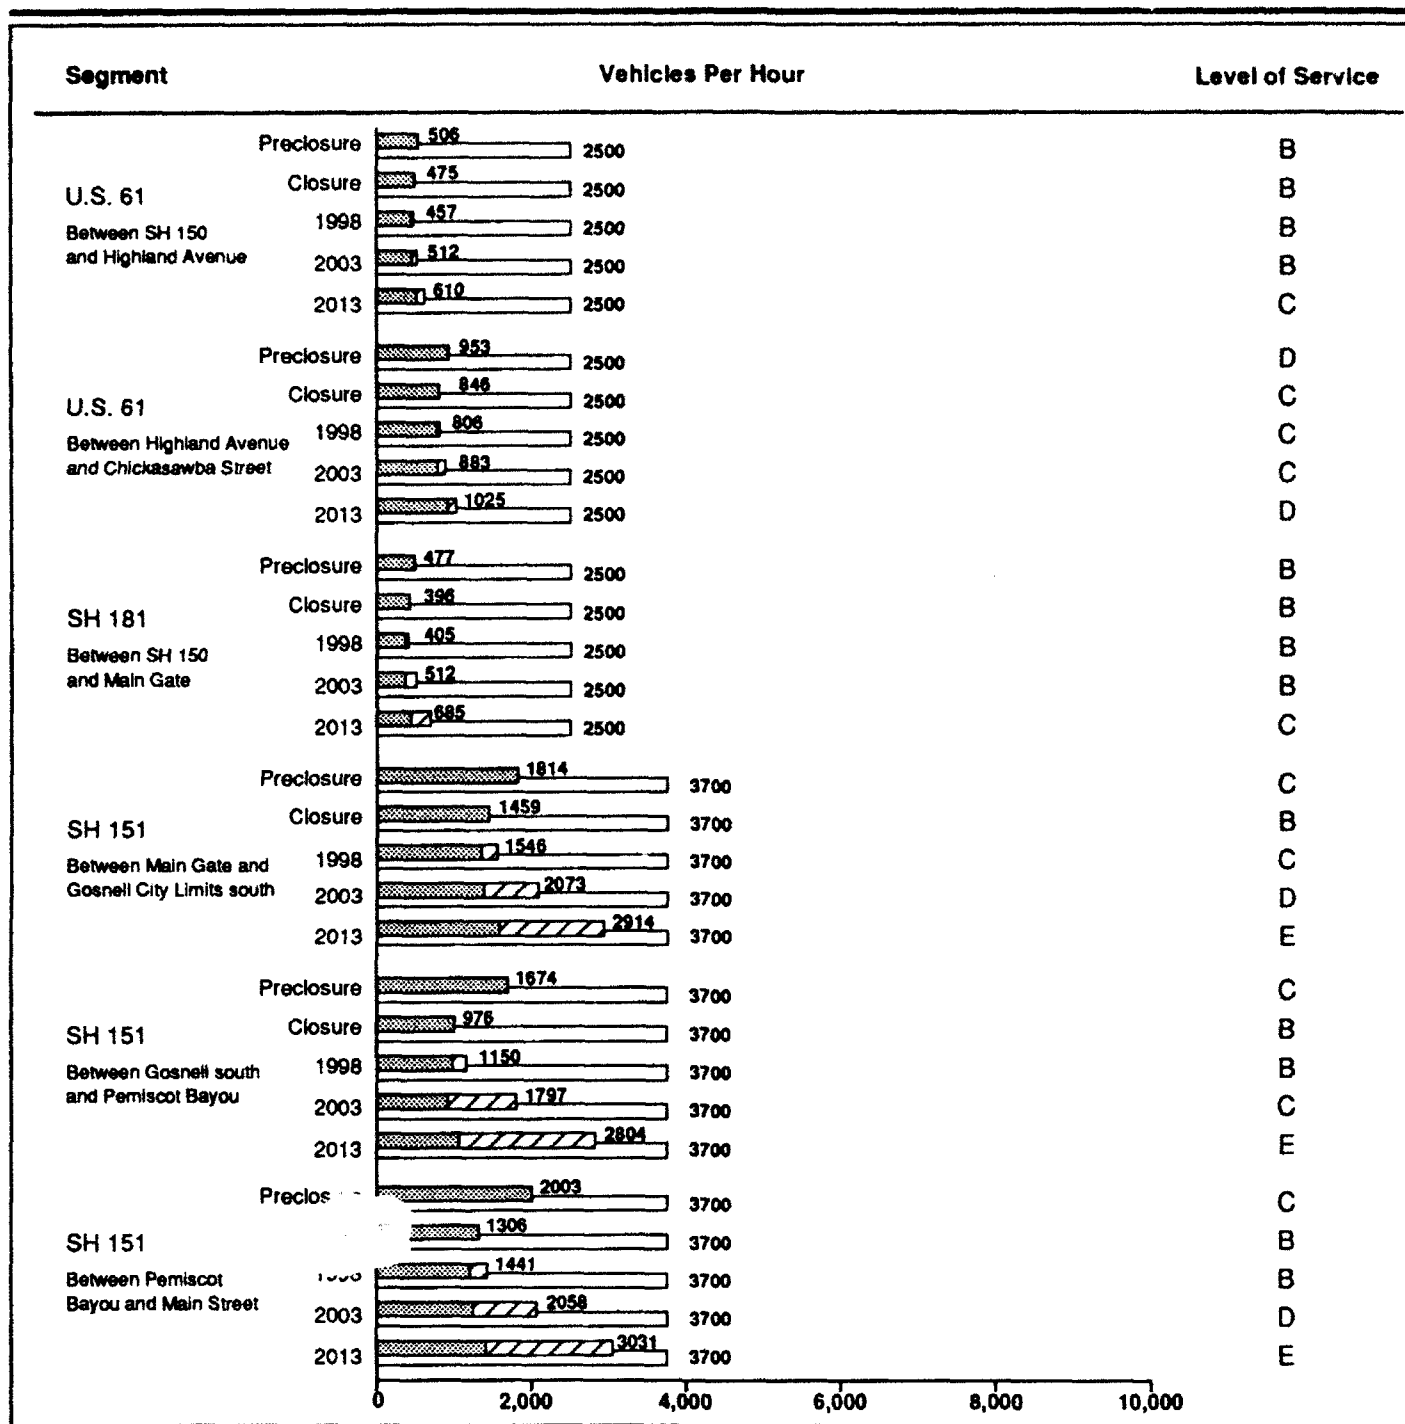 Segment Vehicles Per Hour Level of Service
Preclosure 506 2500 B
Closure 475 2500 B
U.S. 61
1998 457 2500 B
Between SH 150
and Highland Avenue
2003 512 2500 B
2013 610 2500 C
Preclosure 953 2500 D
Closure 846 2500 C
U.S. 61
1998 806 2500 C
Between Highland Avenue
and Chickasawba Street
2003 883 2500 C
2013 1025 2500 D
Preclosure 477 2500 B
Closure 396 2500 B
SH 181
1998 405 2500 B
Between SH 150
and Main Gate
2003 512 2500 B
2013 685 2500 C
Preclosure 1814 3700 C
Closure 1459 3700 B
SH 151
1998 1546 3700 C
Between Main Gate and
Gosnell City Limits south
2003 2073 3700 D
2013 2914 3700 E
Preclosure 1674 3700 C
Closure 976 3700 B
SH 151
1998 1150 3700 B
Between Gosnell south
and Pemiscot Bayou
2003 1797 3700 C
2013 2804 3700 E
2003 3700 C
1306 3700 B
SH 151
1441 3700 B
Between Pemiscot
Bayou and Main Street
2003 2058 3700 D
2013 3031 3700 E
0 2,000 4,000 6,000 8,000 10,000